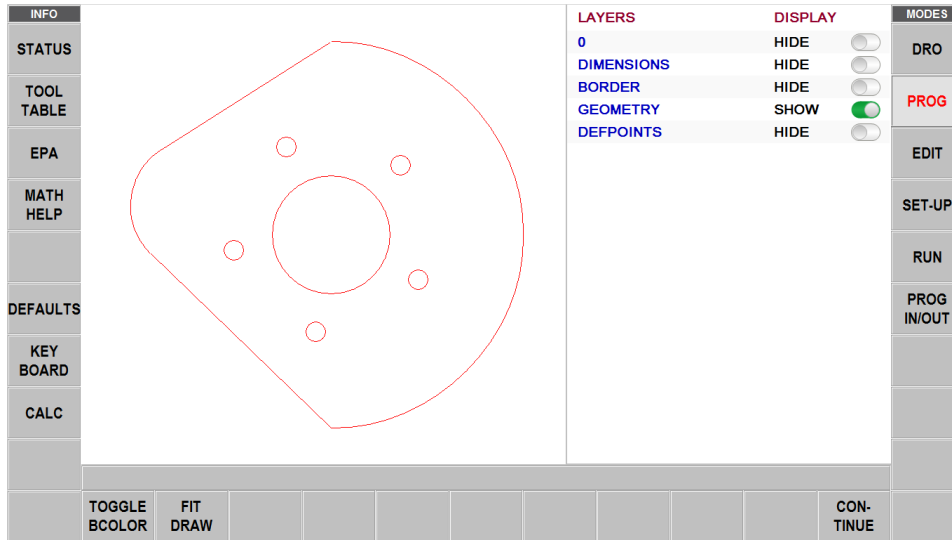 INFO
STATUS
TOOL
TABLE
EPA
MATH
HELP
DEFAULTS
KEY
BOARD
CALC
LAYERS DISPLAY
0 HIDE
DIMENSIONS HIDE
BORDER HIDE
GEOMETRY SHOW
DEFPOINTS HIDE
MODES
DRO
PROG
EDIT
SET-UP
RUN
PROG
IN/OUT
TOGGLE
BCOLOR
FIT
DRAW
CON-
TINUE